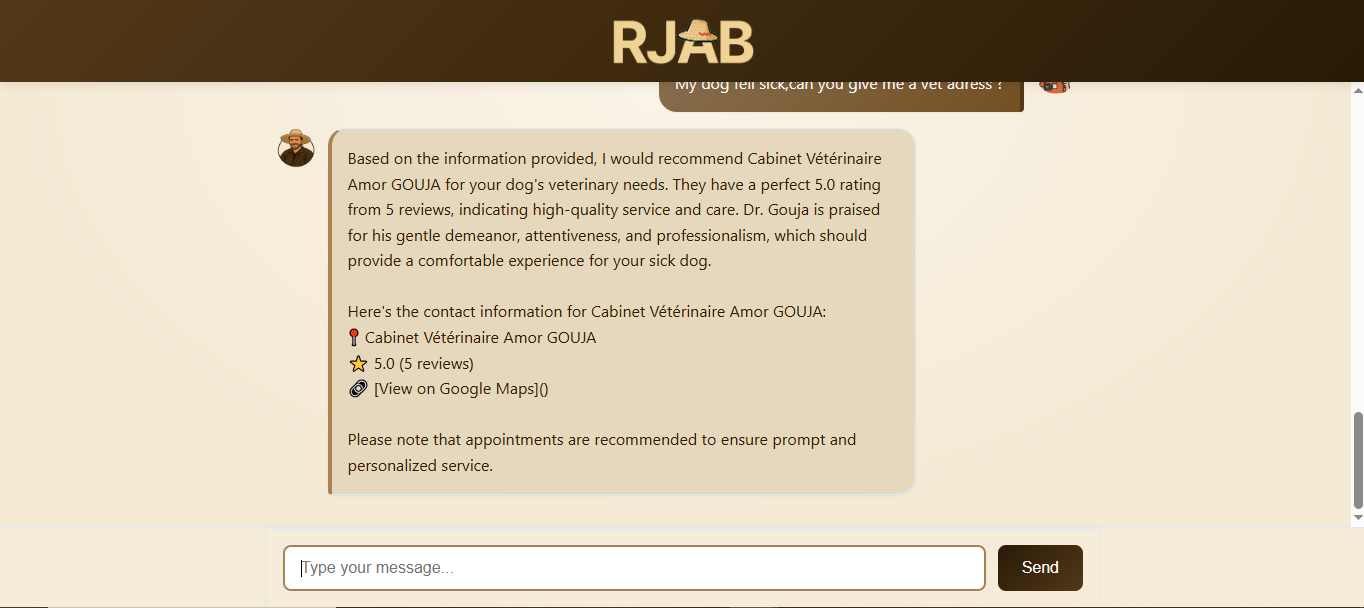 RJAB
My dog fell sick,can you give me a vet adress ?
Based on the information provided, I would recommend Cabinet Vétérinaire
Amor GOUJA for your dog's veterinary needs. They have a perfect 5.0 rating
from 5 reviews, indicating high-quality service and care. Dr. Gouja is praised
for his gentle demeanor, attentiveness, and professionalism, which should
provide a comfortable experience for your sick dog.
Here's the contact information for Cabinet Vétérinaire Amor GOUJA:
📍 Cabinet Vétérinaire Amor GOUJA
⭐ 5.0 (5 reviews)
🔗 [View on Google Maps]()
Please note that appointments are recommended to ensure prompt and
personalized service.
Type your message...
Send